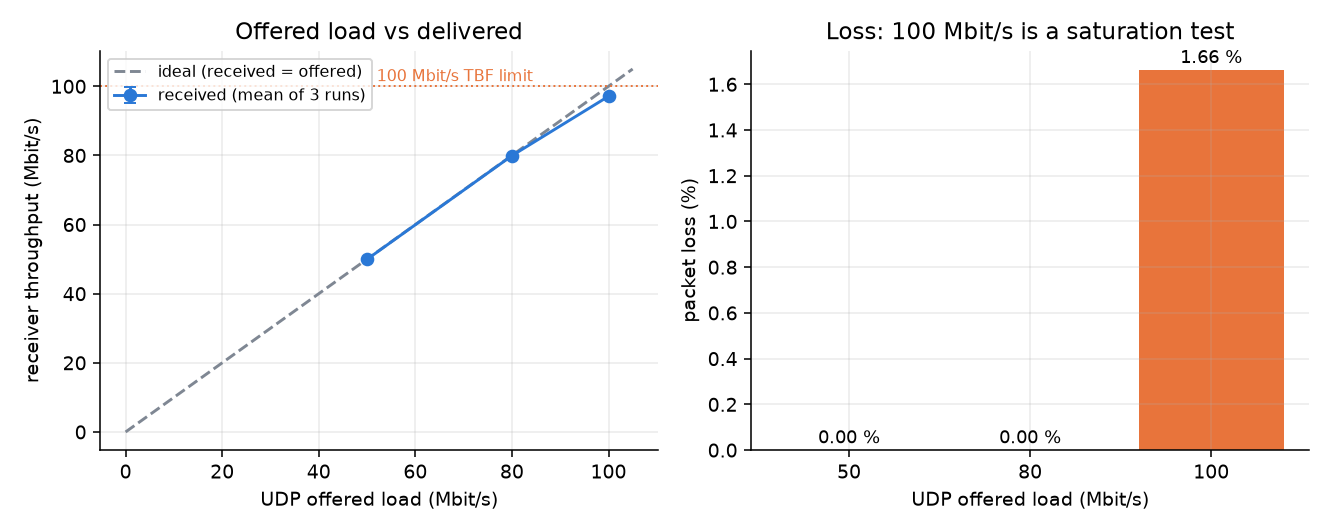 Offered load vs delivered
ideal (received = offered)
received (mean of 3 runs)
100 Mbit/s TBF limit
receiver throughput (Mbit/s)
100
80
60
40
20
0
0 20 40 60 80 100
UDP offered load (Mbit/s)
Loss: 100 Mbit/s is a saturation test
packet loss (%)
1.6
1.4
1.2
1.0
0.8
0.6
0.4
0.2
0.0
1.66 %
0.00 % 0.00 %
50 80 100
UDP offered load (Mbit/s)